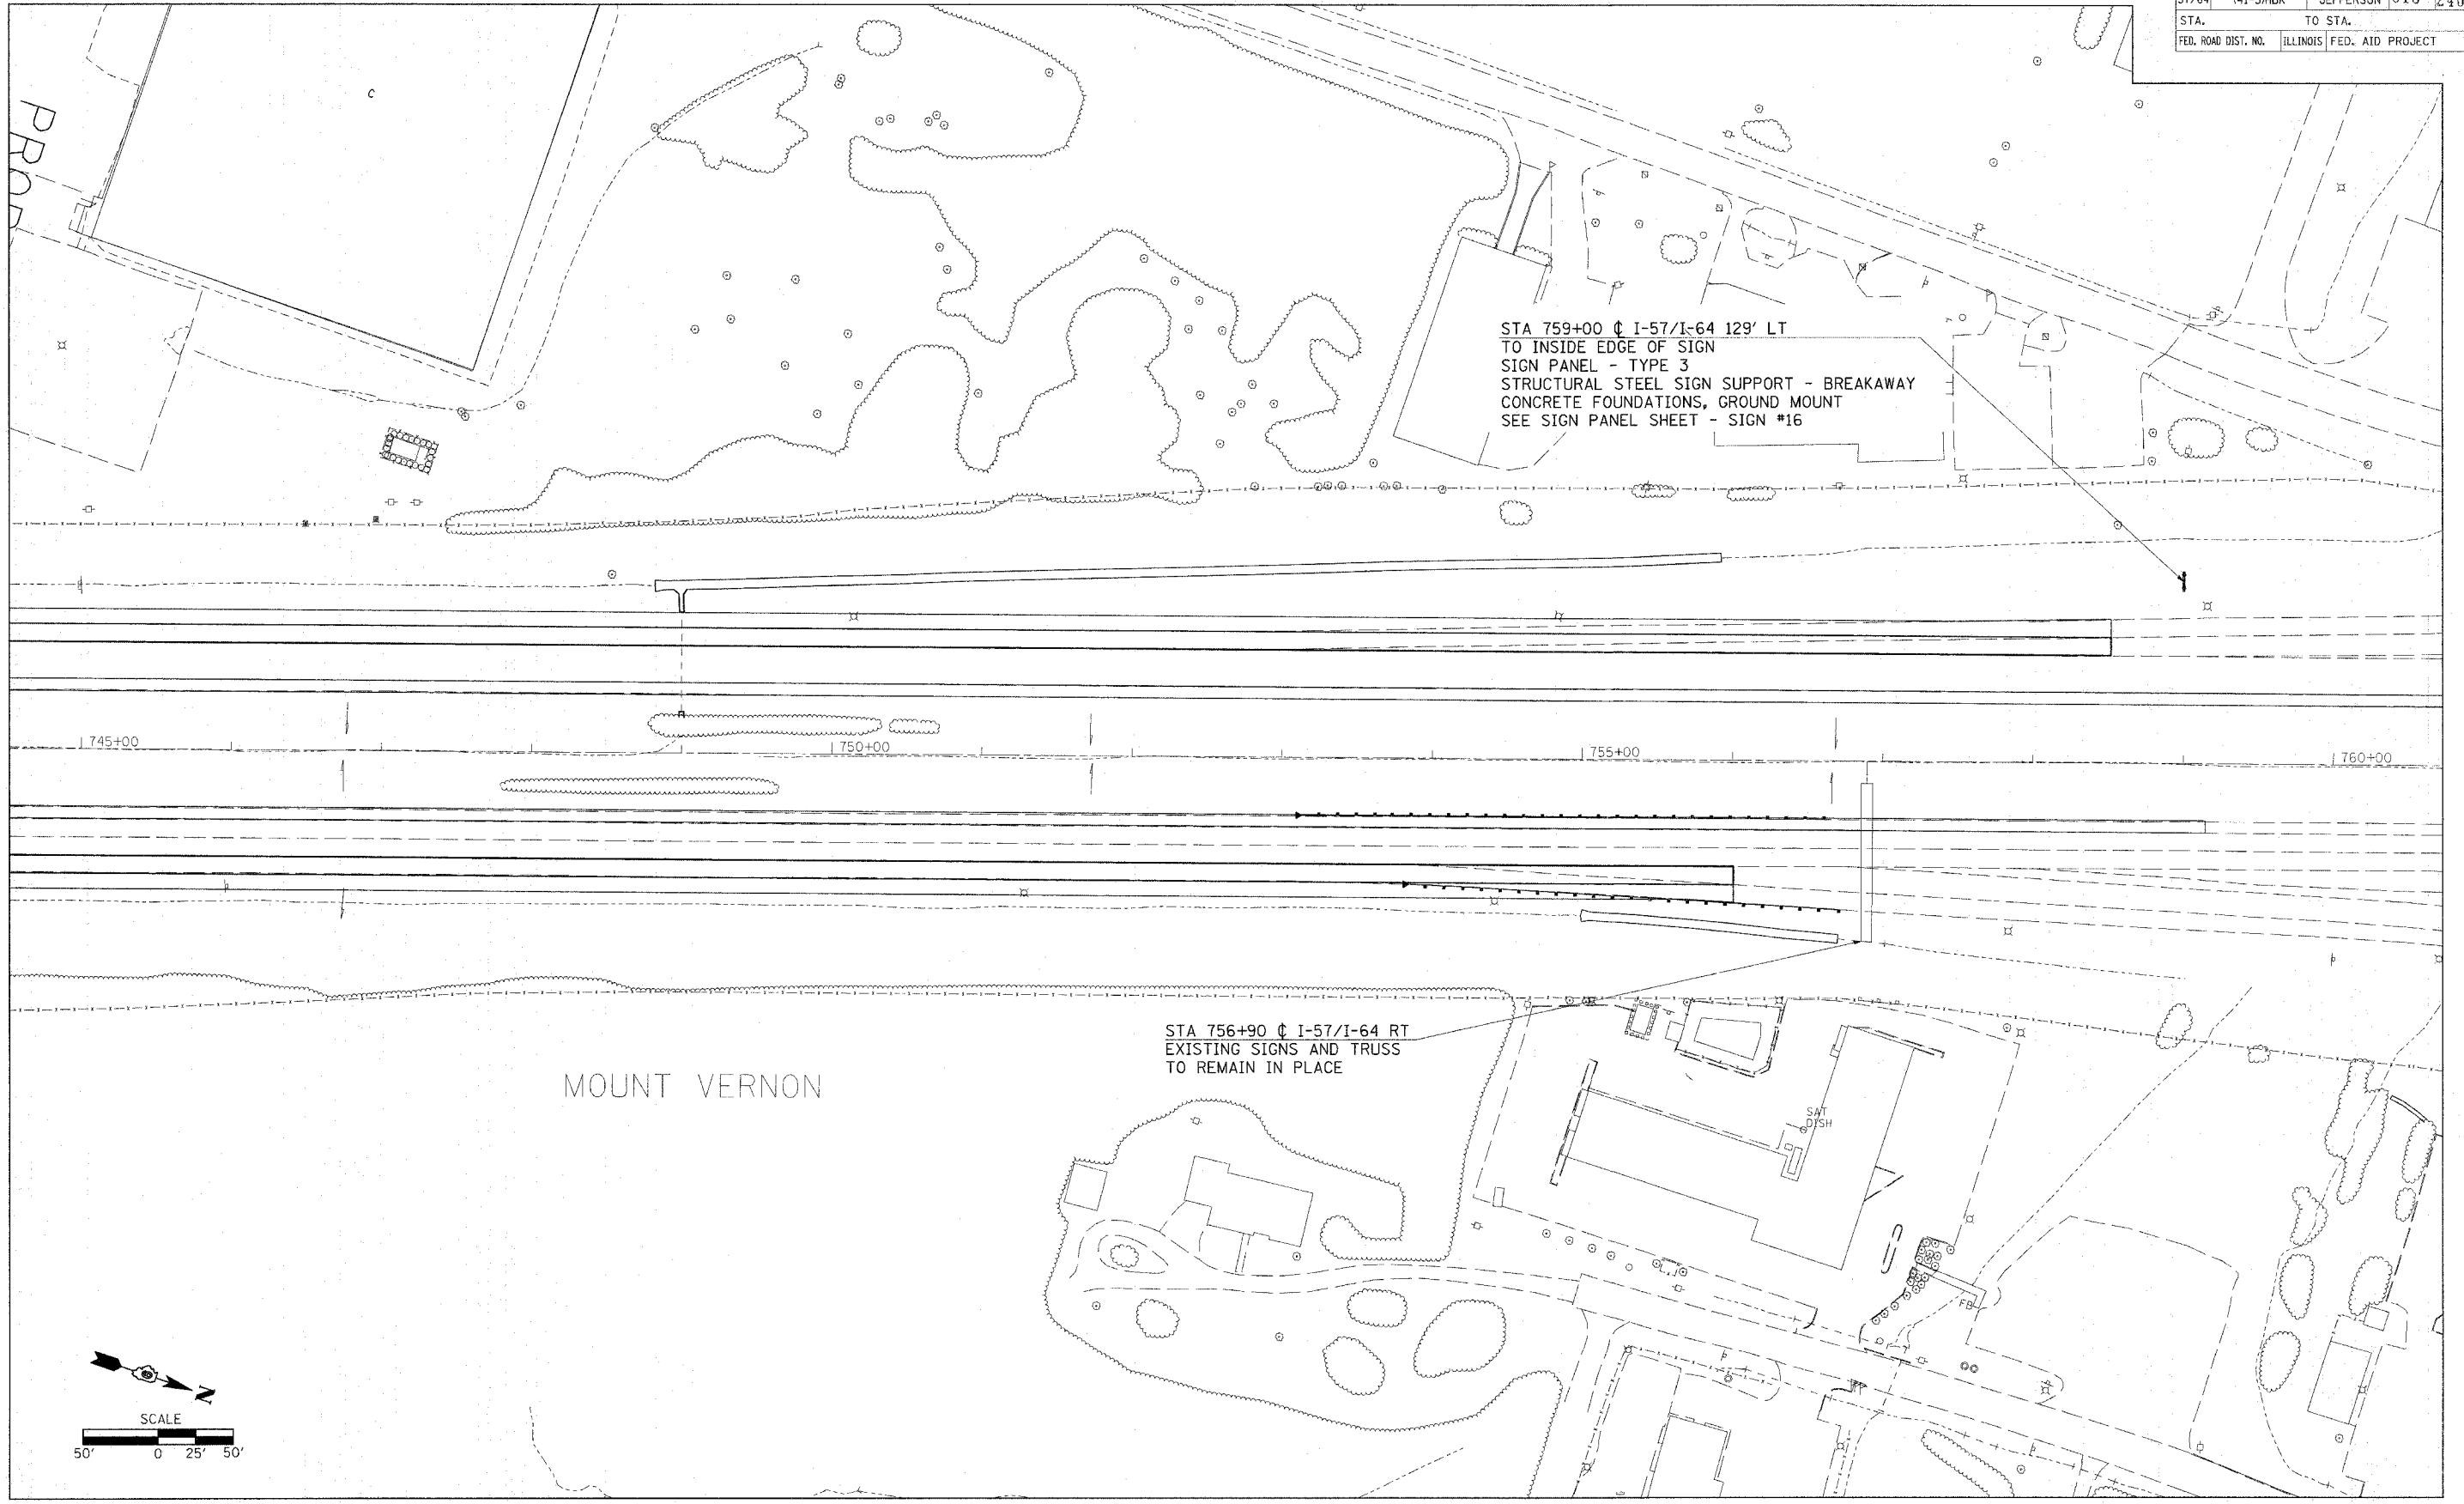 57/64 JEFFERSON
STA. TO STA.
FED. ROAD DIST. NO. ILLINOIS FED. AID PROJECT
C
PROP
STA 759+00 ℄ I-57/I-64 129' LT
TO INSIDE EDGE OF SIGN
SIGN PANEL - TYPE 3
STRUCTURAL STEEL SIGN SUPPORT - BREAKAWAY
CONCRETE FOUNDATIONS, GROUND MOUNT
SEE SIGN PANEL SHEET - SIGN #16
745+00
750+00
755+00
760+00
STA 756+90 ℄ I-57/I-64 RT
EXISTING SIGNS AND TRUSS
TO REMAIN IN PLACE
MOUNT VERNON
SAT
DISH
FB
N
SCALE
50' 0 25' 50'